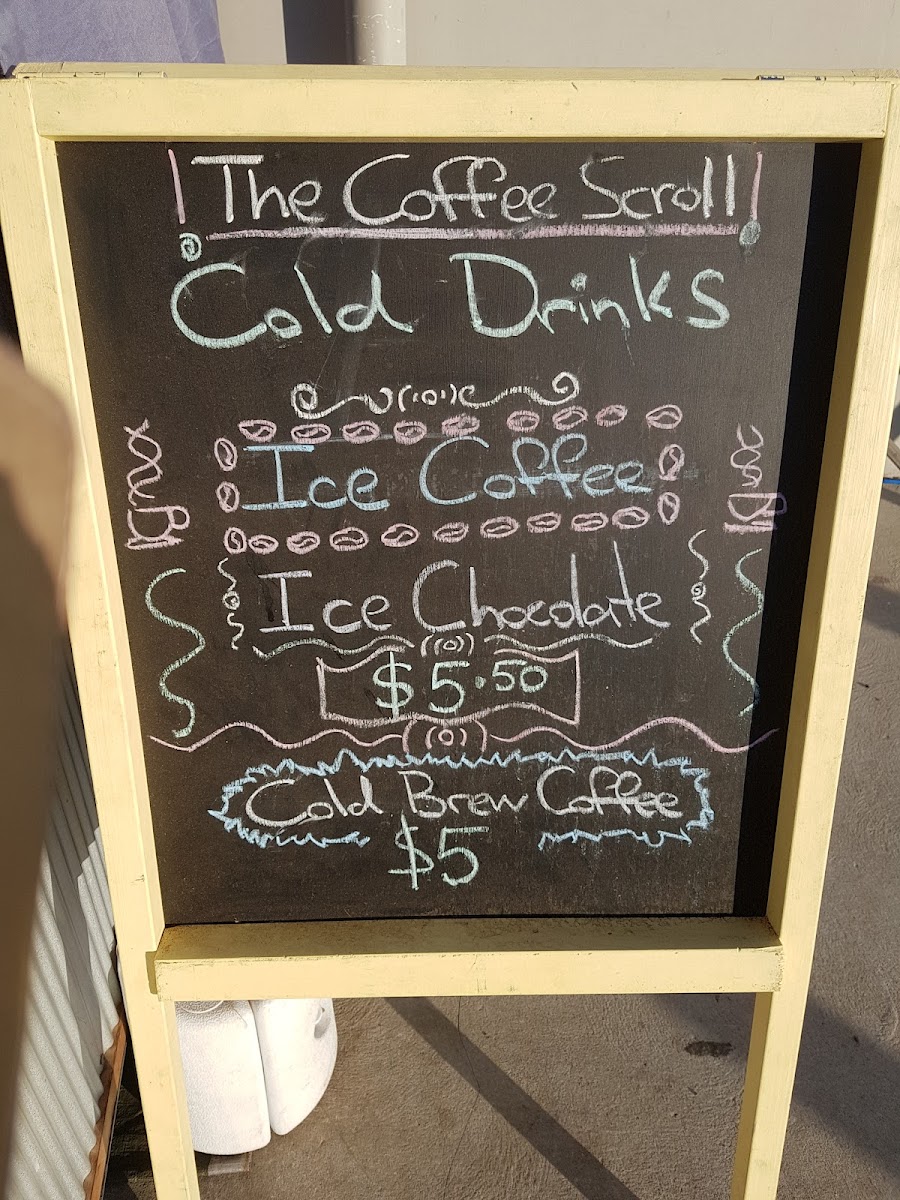 The Coffee Scroll
Cold Drinks
Ice Coffee
Ice Chocolate
$5.50
Cold Brew Coffee
$5